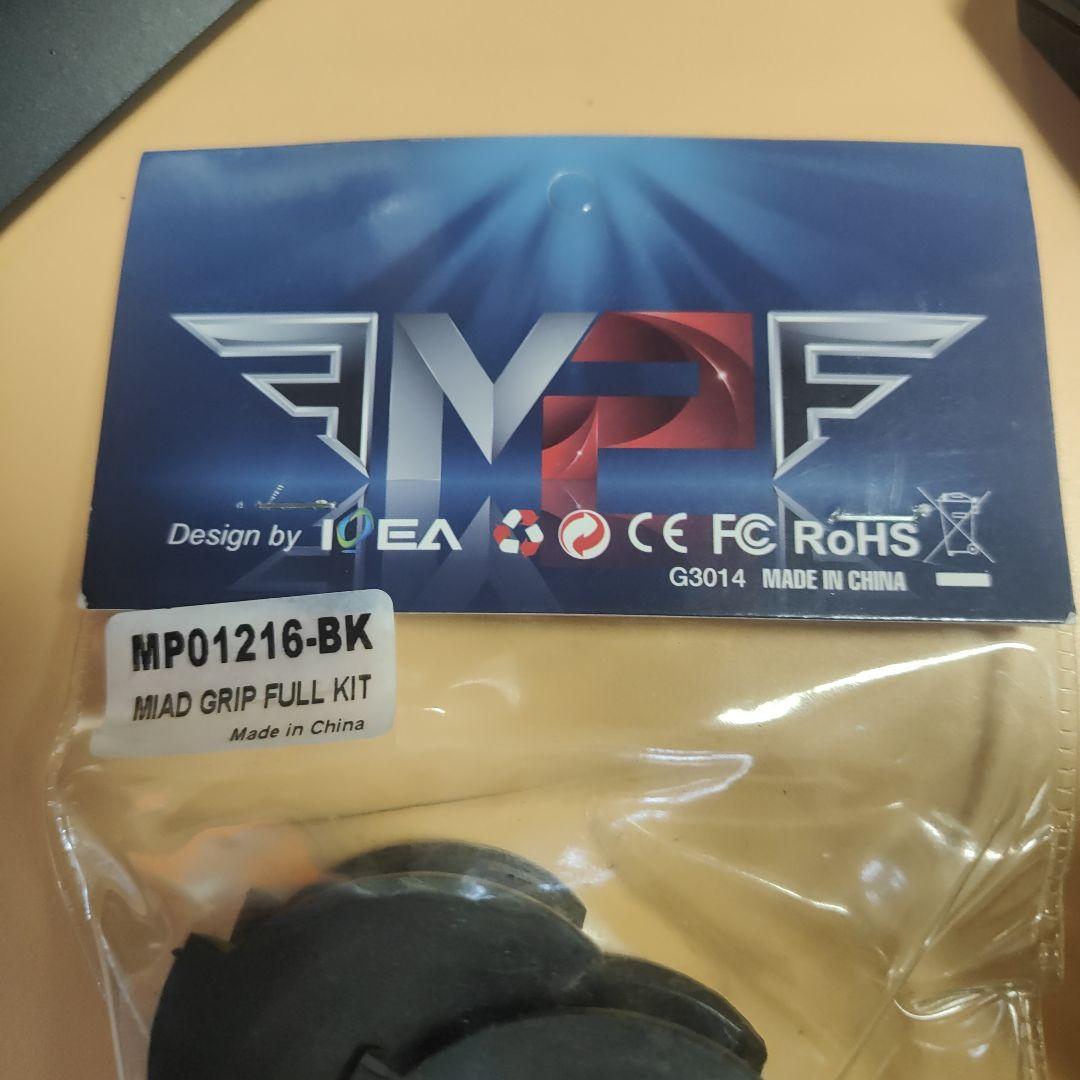 MP
Design by IDEA CE FC RoHS
G3014 MADE IN CHINA
MP01216-BK
MIAD GRIP FULL KIT
Made in China